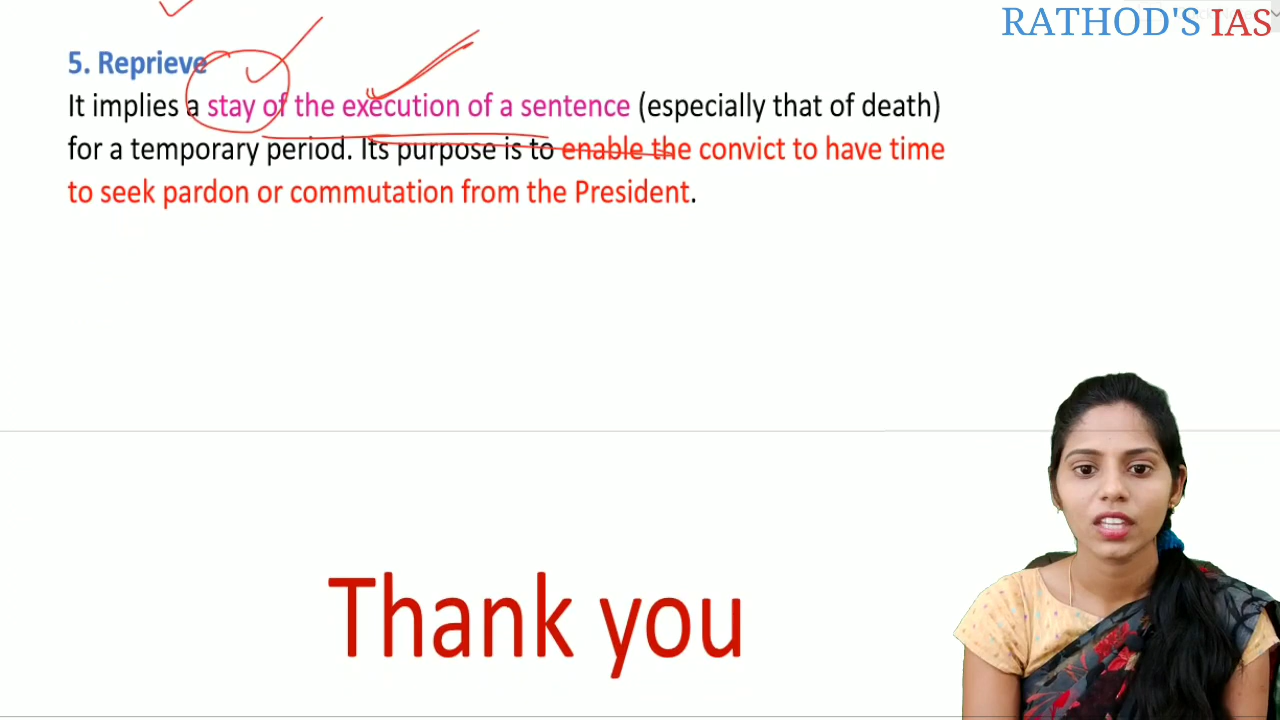 RATHOD'S IAS
5. Reprieve
It implies a stay of the execution of a sentence (especially that of death)
for a temporary period. Its purpose is to enable the convict to have time
to seek pardon or commutation from the President.
Thank you